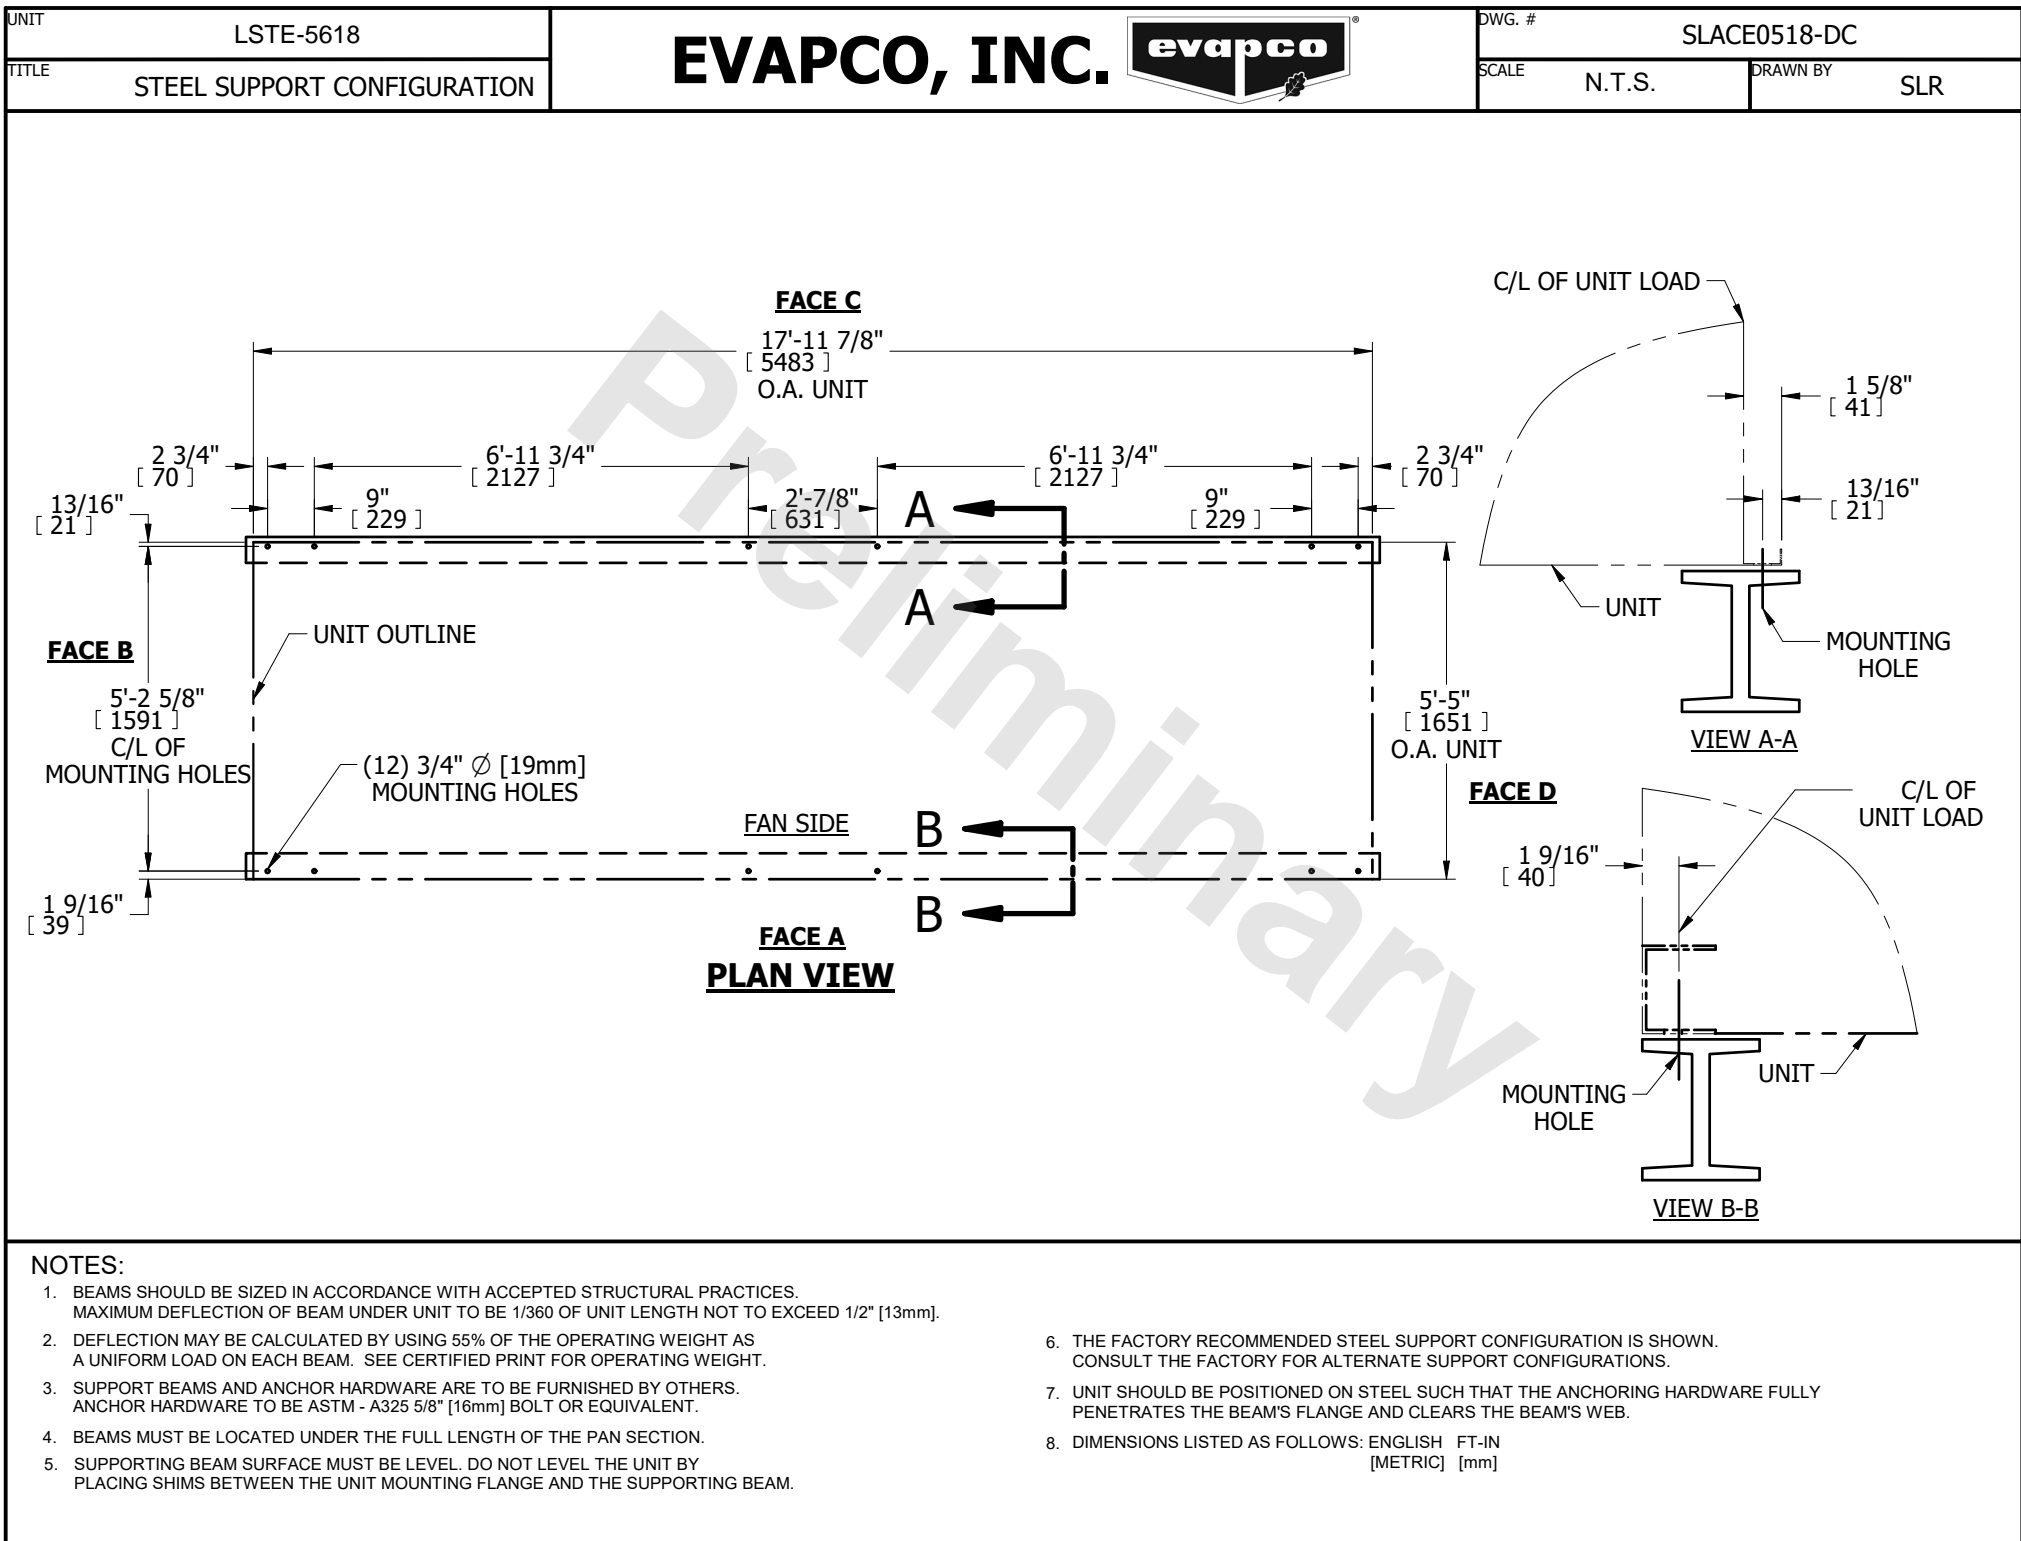 UNIT
LSTE-5618
TITLE
STEEL SUPPORT CONFIGURATION
EVAPCO, INC.
evapco
®
DWG. #
SLACE0518-DC
SCALE
N.T.S.
DRAWN BY
SLR
FACE C
17'-11 7/8"
[ 5483 ]
O.A. UNIT
2 3/4"
[ 70 ]
6'-11 3/4"
[ 2127 ]
6'-11 3/4"
[ 2127 ]
2 3/4"
[ 70 ]
13/16"
[ 21 ]
9"
[ 229 ]
2'-7/8"
[ 631 ]
9"
[ 229 ]
A
A
FACE B
UNIT OUTLINE
5'-2 5/8"
[ 1591 ]
C/L OF
MOUNTING HOLES
(12) 3/4" ∅ [19mm]
MOUNTING HOLES
5'-5"
[ 1651 ]
O.A. UNIT
FACE D
FAN SIDE
B
B
1 9/16"
[ 39 ]
FACE A
PLAN VIEW
C/L OF UNIT LOAD
1 5/8"
[ 41 ]
13/16"
[ 21 ]
UNIT
MOUNTING
HOLE
VIEW A-A
C/L OF
UNIT LOAD
1 9/16"
[ 40 ]
MOUNTING
HOLE
UNIT
VIEW B-B
Preliminary
NOTES:
1. BEAMS SHOULD BE SIZED IN ACCORDANCE WITH ACCEPTED STRUCTURAL PRACTICES.
MAXIMUM DEFLECTION OF BEAM UNDER UNIT TO BE 1/360 OF UNIT LENGTH NOT TO EXCEED 1/2" [13mm].
2. DEFLECTION MAY BE CALCULATED BY USING 55% OF THE OPERATING WEIGHT AS
A UNIFORM LOAD ON EACH BEAM. SEE CERTIFIED PRINT FOR OPERATING WEIGHT.
3. SUPPORT BEAMS AND ANCHOR HARDWARE ARE TO BE FURNISHED BY OTHERS.
ANCHOR HARDWARE TO BE ASTM - A325 5/8" [16mm] BOLT OR EQUIVALENT.
4. BEAMS MUST BE LOCATED UNDER THE FULL LENGTH OF THE PAN SECTION.
5. SUPPORTING BEAM SURFACE MUST BE LEVEL. DO NOT LEVEL THE UNIT BY
PLACING SHIMS BETWEEN THE UNIT MOUNTING FLANGE AND THE SUPPORTING BEAM.
6. THE FACTORY RECOMMENDED STEEL SUPPORT CONFIGURATION IS SHOWN.
CONSULT THE FACTORY FOR ALTERNATE SUPPORT CONFIGURATIONS.
7. UNIT SHOULD BE POSITIONED ON STEEL SUCH THAT THE ANCHORING HARDWARE FULLY
PENETRATES THE BEAM'S FLANGE AND CLEARS THE BEAM'S WEB.
8. DIMENSIONS LISTED AS FOLLOWS: ENGLISH FT-IN
[METRIC] [mm]